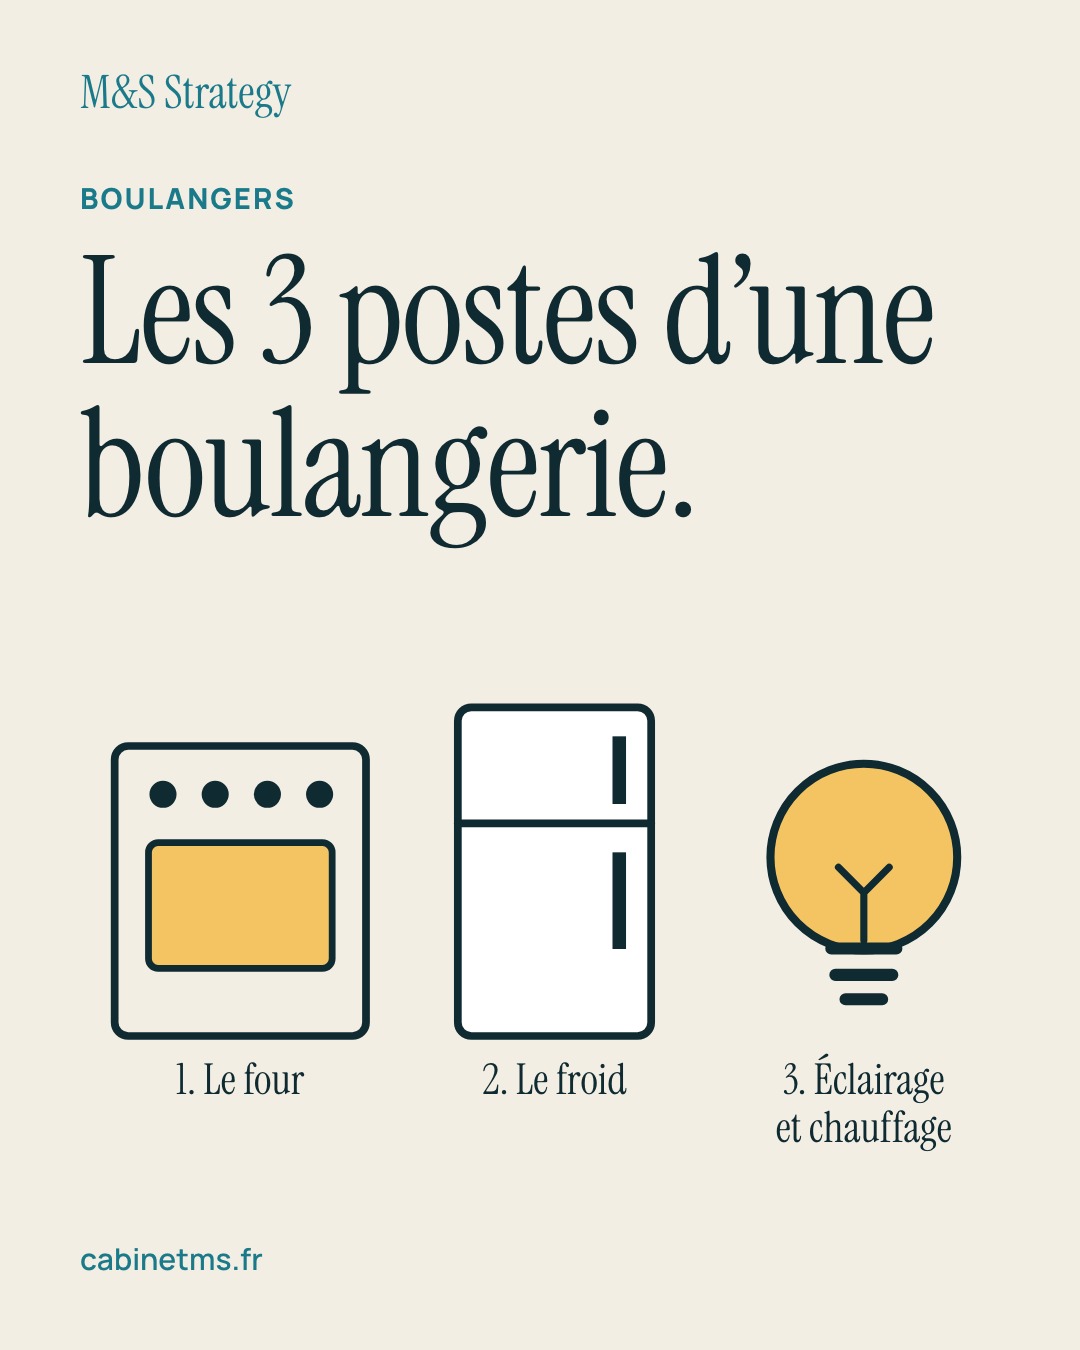 M&S Strategy
BOULANGERS
Les 3 postes d’une
boulangerie.
1. Le four
2. Le froid
3. Éclairage
et chauffage
cabinetms.fr